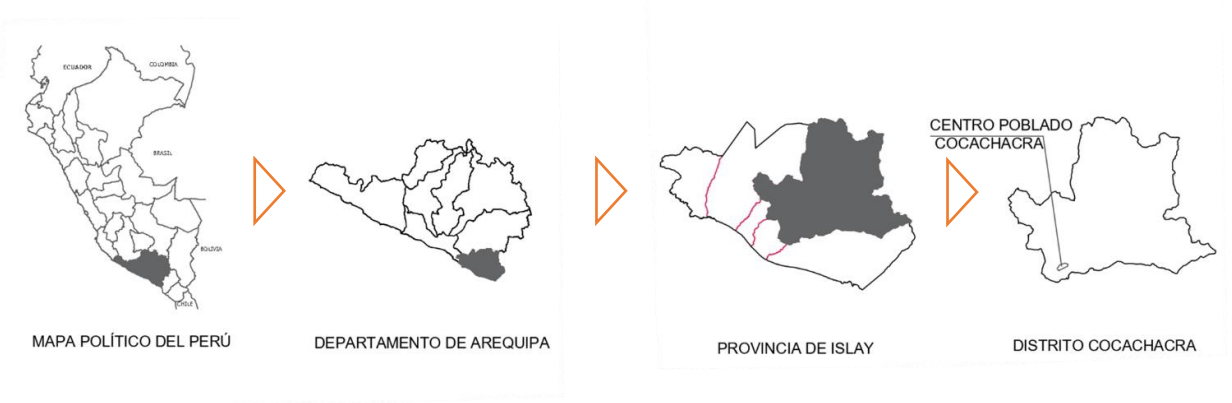 ECUADOR
COLOMBIA
BRASIL
BOLIVIA
CHILE
MAPA POLÍTICO DEL PERÚ
DEPARTAMENTO DE AREQUIPA
PROVINCIA DE ISLAY
CENTRO POBLADO
COCACHACRA
DISTRITO COCACHACRA